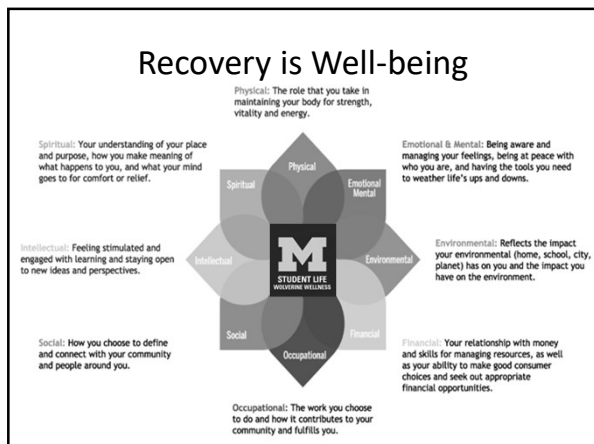 Recovery is Well-being
Physical: The role that you take in
maintaining your body for strength,
vitality and energy.
Spiritual: Your understanding of your place
and purpose, how you make meaning of
what happens to you, and what your mind
goes to for comfort or relief.
Emotional & Mental: Being aware and
managing your feelings, being at peace with
who you are, and having the tools you need
to weather life's ups and downs.
Physical
Spiritual
Emotional
Mental
Intellectual: Feeling stimulated and
engaged with learning and staying open
to new ideas and perspectives.
Intellectual
M
STUDENT LIFE
WOLVERINE WELLNESS
Environmental
Environmental: Reflects the impact
your environmental (home, school, city,
planet) has on you and the impact you
have on the environment.
Social: How you choose to define
and connect with your community
and people around you.
Social
Financial
Occupational
Financial: Your relationship with money
and skills for managing resources, as well
as your ability to make good consumer
choices and seek out appropriate
financial opportunities.
Occupational: The work you choose
to do and how it contributes to your
community and fulfills you.